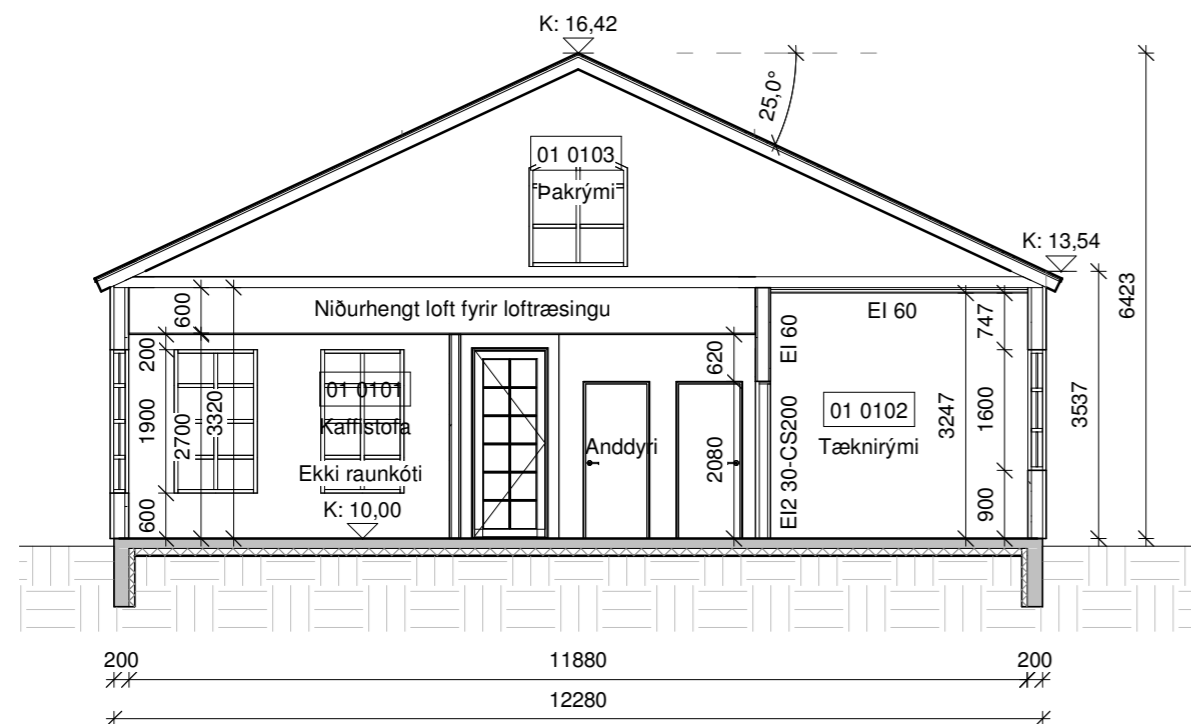 K: 16,42
25,0°
01 0103
Þakrými
K: 13,54
6423
600
Niðurhengt loft fyrir loftræsingu
EI 60
EI 60
747
200
620
1900
2700
3320
01 0101
Kaffistofa
Anddyri
2080
EI2 30-CS200
01 0102
Tæknirými
3247
1600
3537
Ekki raunkóti
K: 10,00
600
900
200
11880
200
12280